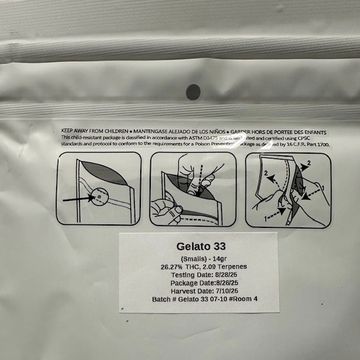 KEEP AWAY FROM CHILDREN • MANTENGASE ALEJADO DE LOS NIÑOS • GARDER HORS DE PORTEE DES ENFANTS
This child-resistant package is classified in accordance with ASTM D3475 and is tested and certified using CPSC
standards and protocol to conform to the requirements for a Poison Prevention Package as defined by 16 C.F.R. Part 1700.
1
2
Gelato 33
(Smalls) - 14gr
26.27% THC, 2.09 Terpenes
Testing Date: 8/28/25
Package Date:8/28/25
Harvest Date: 7/10/25
Batch # Gelato 33 07-10 #Room 4